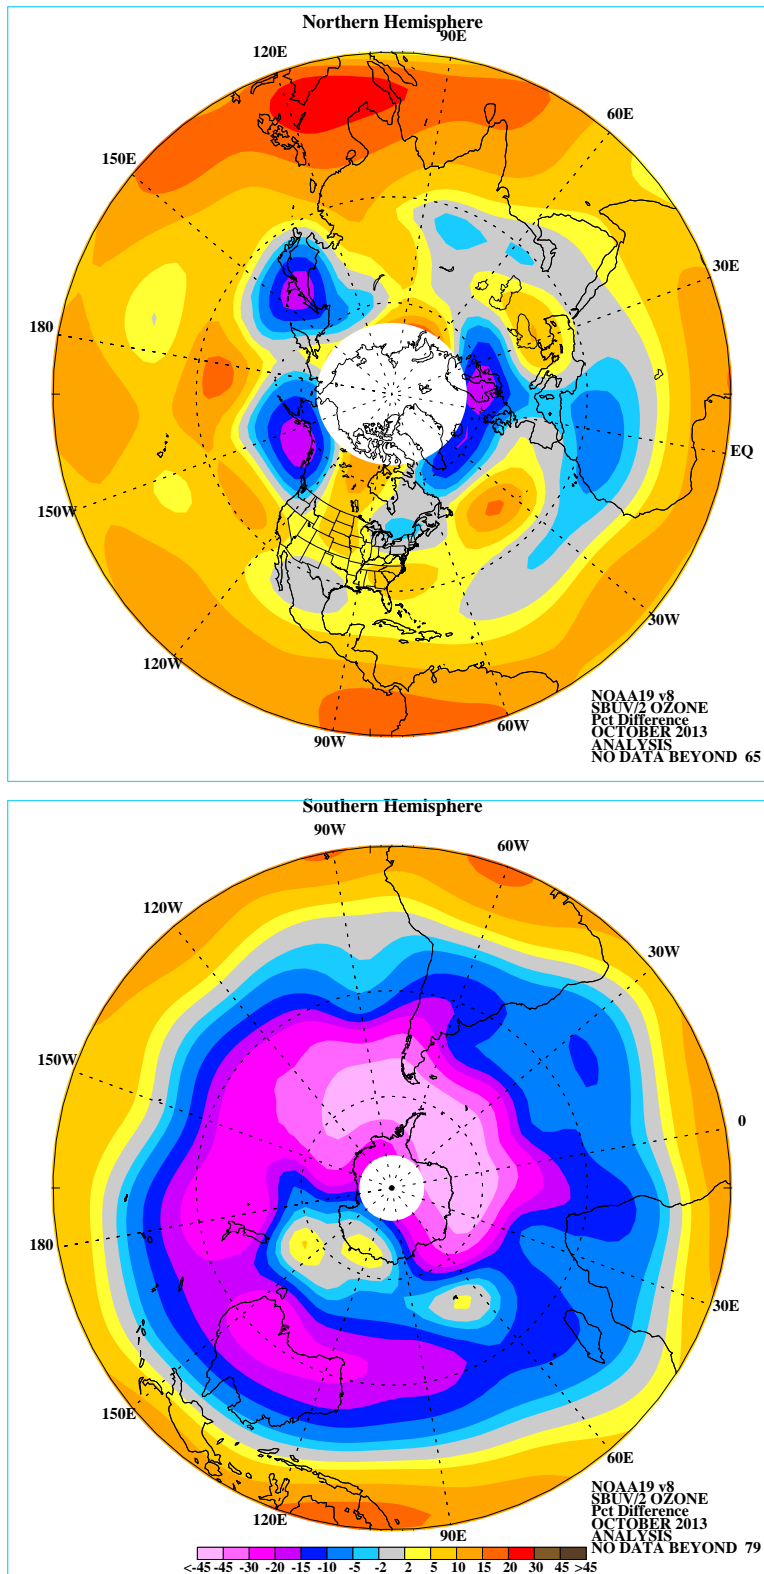 Northern Hemisphere
90E
120E
60E
150E
30E
180
EQ
150W
30W
120W
60W
90W
NOAA19 v8
SBUV/2 OZONE
Pct Difference
OCTOBER 2013
ANALYSIS
NO DATA BEYOND 65
Southern Hemisphere
90W
60W
120W
30W
150W
0
180
30E
150E
60E
120E
90E
NOAA19 v8
SBUV/2 OZONE
Pct Difference
OCTOBER 2013
ANALYSIS
NO DATA BEYOND 79
<-45 -45 -30 -20 -15 -10 -5 -2 2 5 10 15 20 30 45 >45